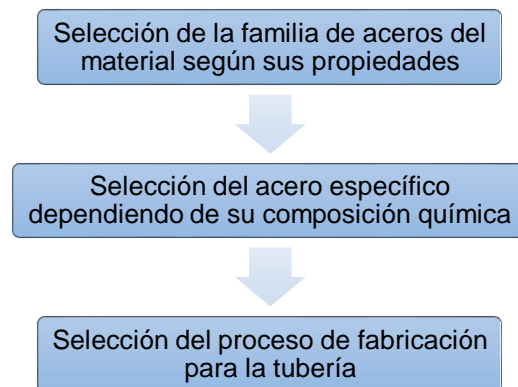 Selección de la familia de aceros del
material según sus propiedades
Selección del acero específico
dependiendo de su composición química
Selección del proceso de fabricación
para la tubería